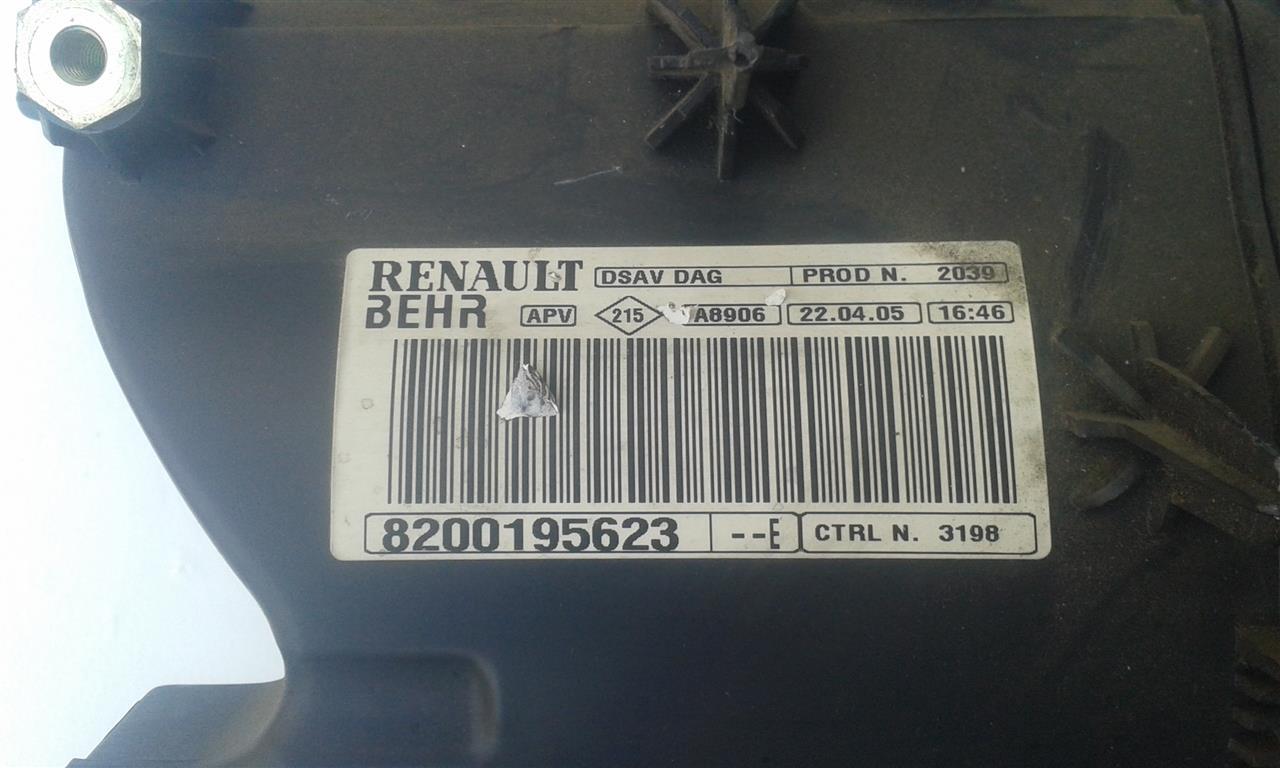 RENAULT DSAV DAG PROD N. 2039
BEHR APV 215 A8906 22.04.05 16:46
8200195623 --E CTRL N. 3198